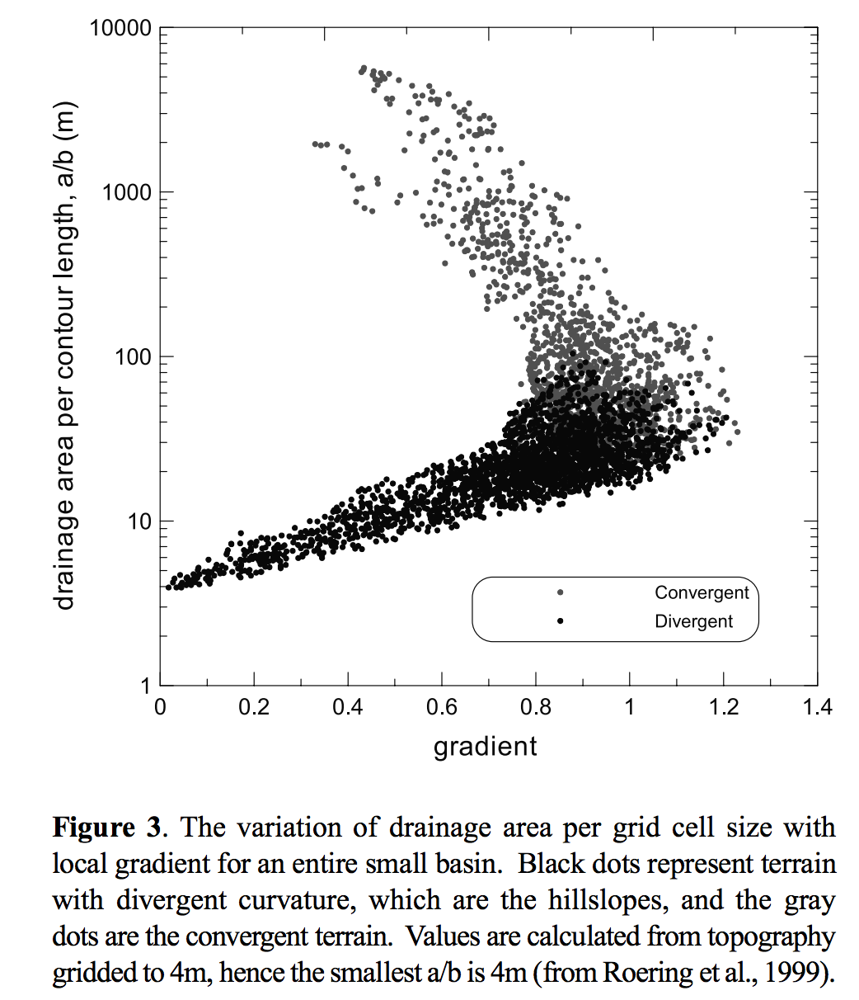 10000
1000
100
10
1
drainage area per contour length, a/b (m)
Convergent
Divergent
0 0.2 0.4 0.6 0.8 1 1.2 1.4
gradient
Figure 3. The variation of drainage area per grid cell size with
local gradient for an entire small basin. Black dots represent terrain
with divergent curvature, which are the hillslopes, and the gray
dots are the convergent terrain. Values are calculated from topography
gridded to 4m, hence the smallest a/b is 4m (from Roering et al., 1999).